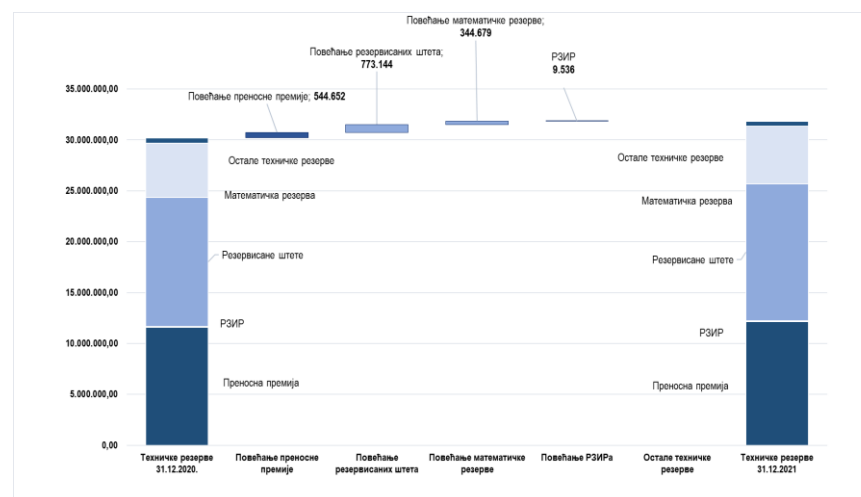 Повећање математичке резерве;
344.679
Повећање резервисаних штета;
773.144
РЗИР
9.536
Повећање преносне премије; 544.652
35.000.000,00
30.000.000,00
25.000.000,00
20.000.000,00
15.000.000,00
10.000.000,00
5.000.000,00
0,00
Остале техничке резерве
Математичка резерва
Резервисане штете
РЗИР
Преносна премија
Остале техничке резерве
Математичка резерва
Резервисане штете
РЗИР
Преносна премија
Техничке резерве
31.12.2020.
Повећање преносне
премије
Повећање
резервисаних штета
Повећање математичке
резерве
Повећање РЗИРа
Остале техничке
резерве
Техничке резерве
31.12.2021